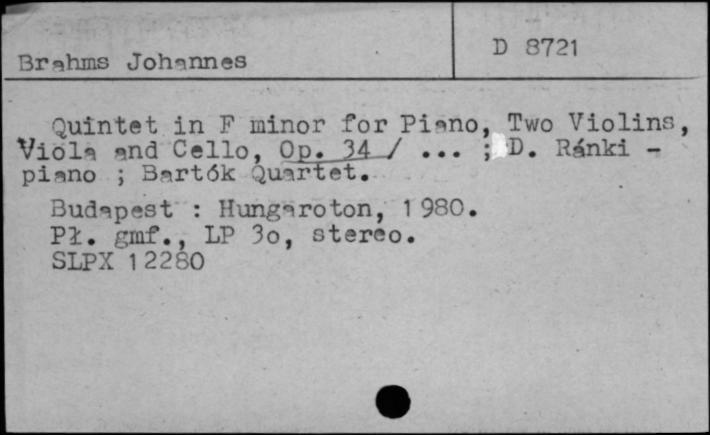 Brahms Johannes
D 8721
Quintet in F minor for Piano, Two Violins,
Viola and Cello, Op. 34 / ... ; D. Ránki -
piano ; Bartók Quartet.
Budapest : Hungaroton, 1980.
Pł. gmf., LP 3o, stereo.
SLPX 12280